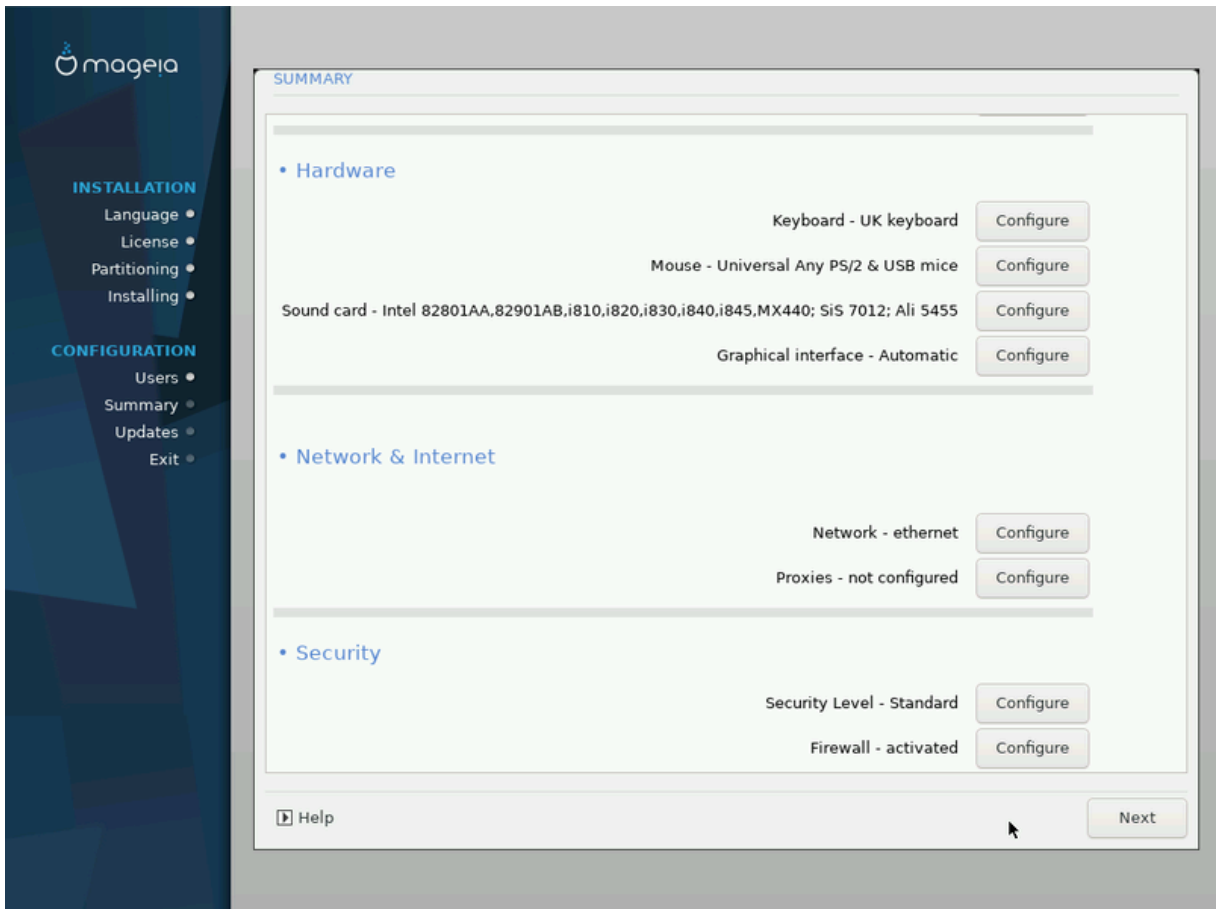 mageia
INSTALLATION
Language
License
Partitioning
Installing
CONFIGURATION
Users
Summary
Updates
Exit
SUMMARY
• Hardware
Keyboard - UK keyboard Configure
Mouse - Universal Any PS/2 & USB mice Configure
Sound card - Intel 82801AA,82901AB,i810,i820,i830,i840,i845,MX440; SiS 7012; Ali 5455 Configure
Graphical interface - Automatic Configure
• Network & Internet
Network - ethernet Configure
Proxies - not configured Configure
• Security
Security Level - Standard Configure
Firewall - activated Configure
Help
Next